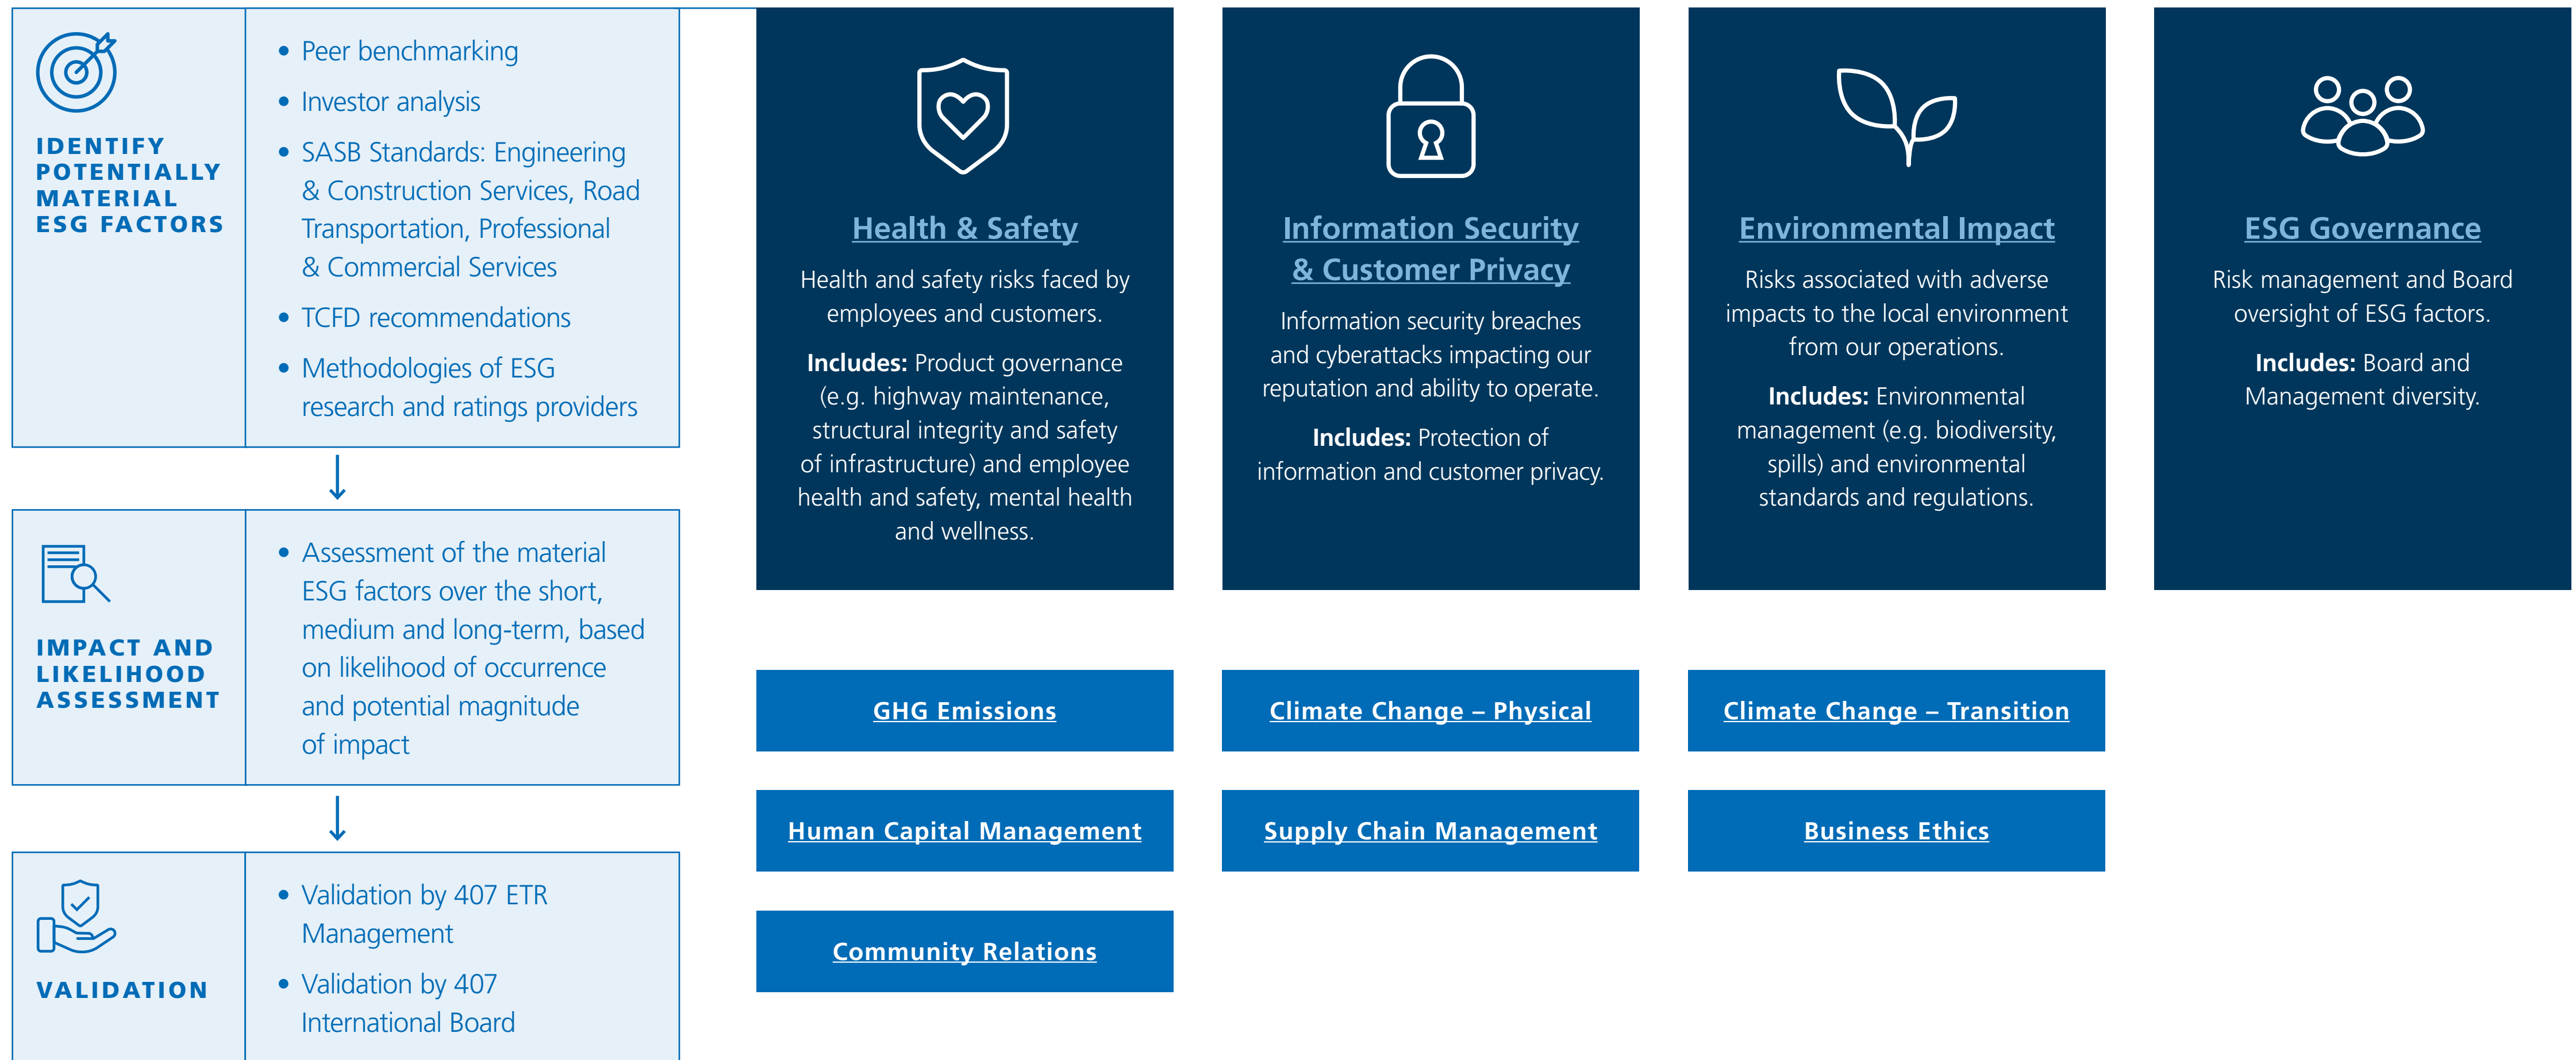 IDENTIFY
POTENTIALLY
MATERIAL
ESG FACTORS
• Peer benchmarking
• Investor analysis
• SASB Standards: Engineering
& Construction Services, Road
Transportation, Professional
& Commercial Services
• TCFD recommendations
• Methodologies of ESG
research and ratings providers
IMPACT AND
LIKELIHOOD
ASSESSMENT
• Assessment of the material
ESG factors over the short,
medium and long-term, based
on likelihood of occurrence
and potential magnitude
of impact
VALIDATION
• Validation by 407 ETR
Management
• Validation by 407
International Board
Health & Safety
Health and safety risks faced by
employees and customers.
Includes: Product governance
(e.g. highway maintenance,
structural integrity and safety
of infrastructure) and employee
health and safety, mental health
and wellness.
Information Security
& Customer Privacy
Information security breaches
and cyberattacks impacting our
reputation and ability to operate.
Includes: Protection of
information and customer privacy.
Environmental Impact
Risks associated with adverse
impacts to the local environment
from our operations.
Includes: Environmental
management (e.g. biodiversity,
spills) and environmental
standards and regulations.
ESG Governance
Risk management and Board
oversight of ESG factors.
Includes: Board and
Management diversity.
GHG Emissions
Climate Change – Physical
Climate Change – Transition
Human Capital Management
Supply Chain Management
Business Ethics
Community Relations